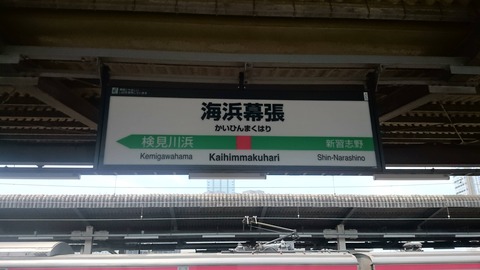 海浜幕張
かいひんまくはり
検見川浜 新習志野
Kemigawahama Kaihimmakuhari Shin-Narashino